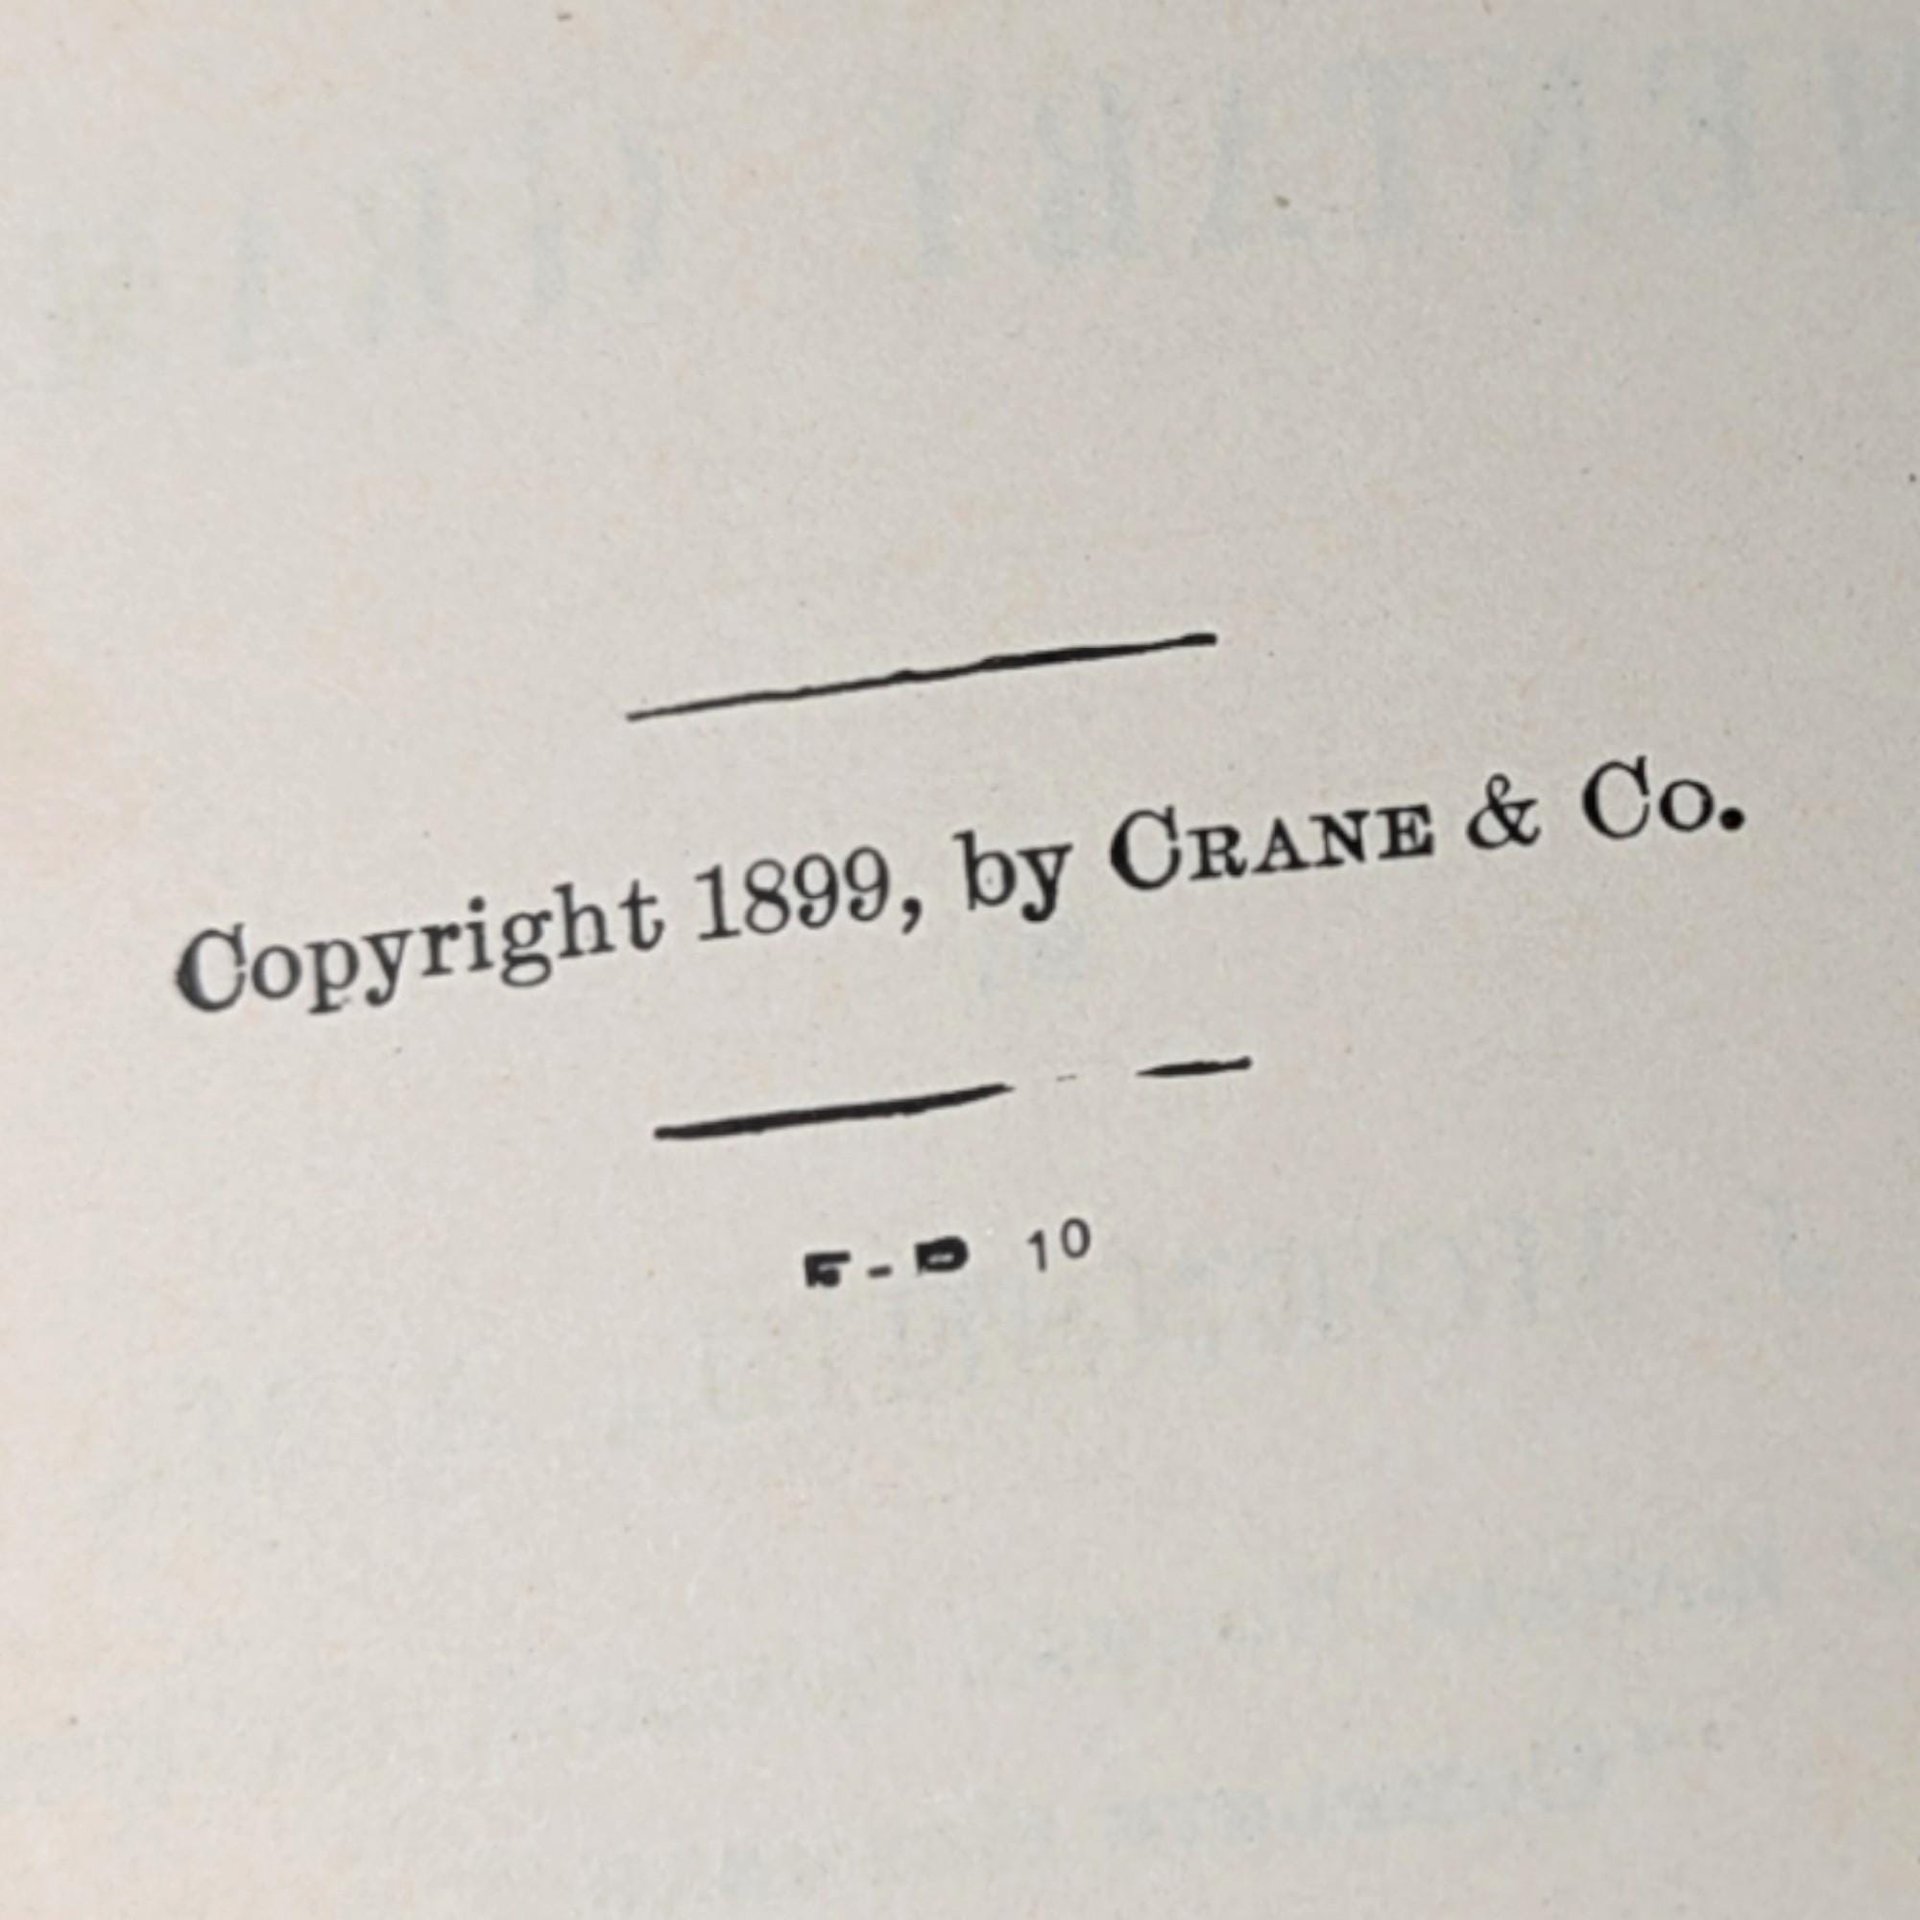 Copyright 1899, by CRANE & Co.
F-D 10